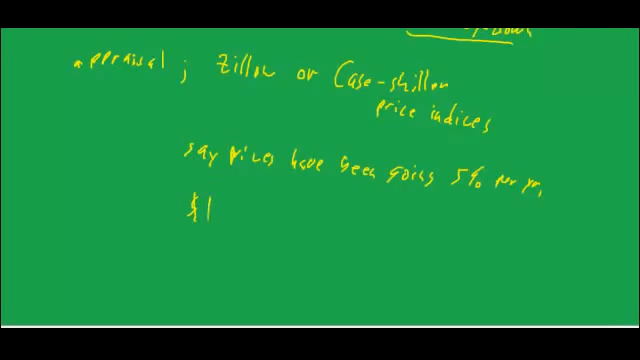 appraisal; Zillow or Case-Shiller
price indices
say prices have been going 5% per yr,
$1